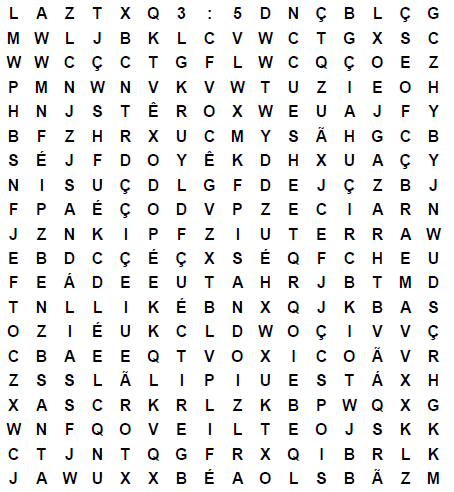 L A Z T X Q 3 : 5 D N Ç B L Ç G
M W L J B K L C V W C T G X S C
W W C Ç C T G F L W C Q Ç O E Z
P M N W N V K V W T U Z I E O H
H N J S T Ê R O X W E U A J F Y
B F Z H R X U C M Y S Ã H G C B
S É J F D O Y Ê K D H X U A Ç Y
N I S U Ç D L G F D E J Ç Z B J
F P A É Ç O D V P Z E C I A R N
J Z N K I P F Z I U T E R R A W
E B D C Ç É Ç X S É Q F C H E U
F E Á D E E U T A H R J B T M D
T N L L I K É B N X Q J K B A S
O Z I É U K C L D W O Ç I V V Ç
C B A E E Q T V O X I C O Ã V R
Z S S L Ã L I P I U E S T Á X H
X A S C R K R L Z K B P W Q X G
W N F Q O V E I L T E O J S K K
C T J N T Q G F R X Q I B R L K
J A W U X X B É A O L S B Ã Z M